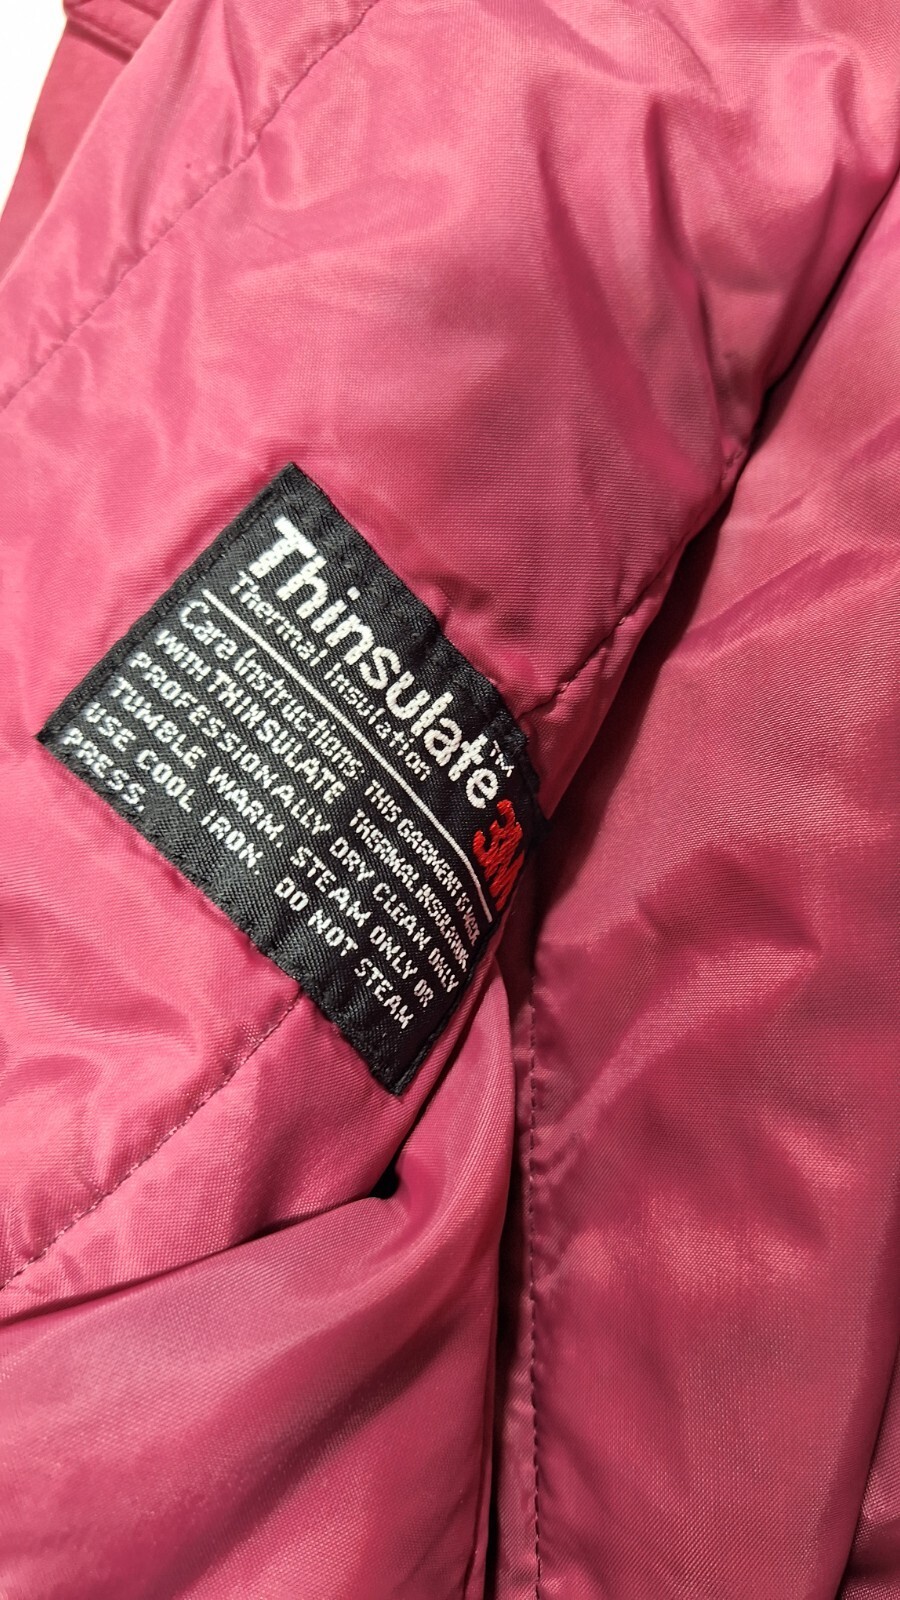 Thinsulate™ 3M
Thermal Insulation
Care Instructions THIS GARMENT IS MADE
WITH THINSULATE THERMAL INSULATION.
PROFESSIONALLY DRY CLEAN ONLY
TUMBLE WARM. STEAM ONLY OR
USE COOL IRON. DO NOT STEAM
PRESS.